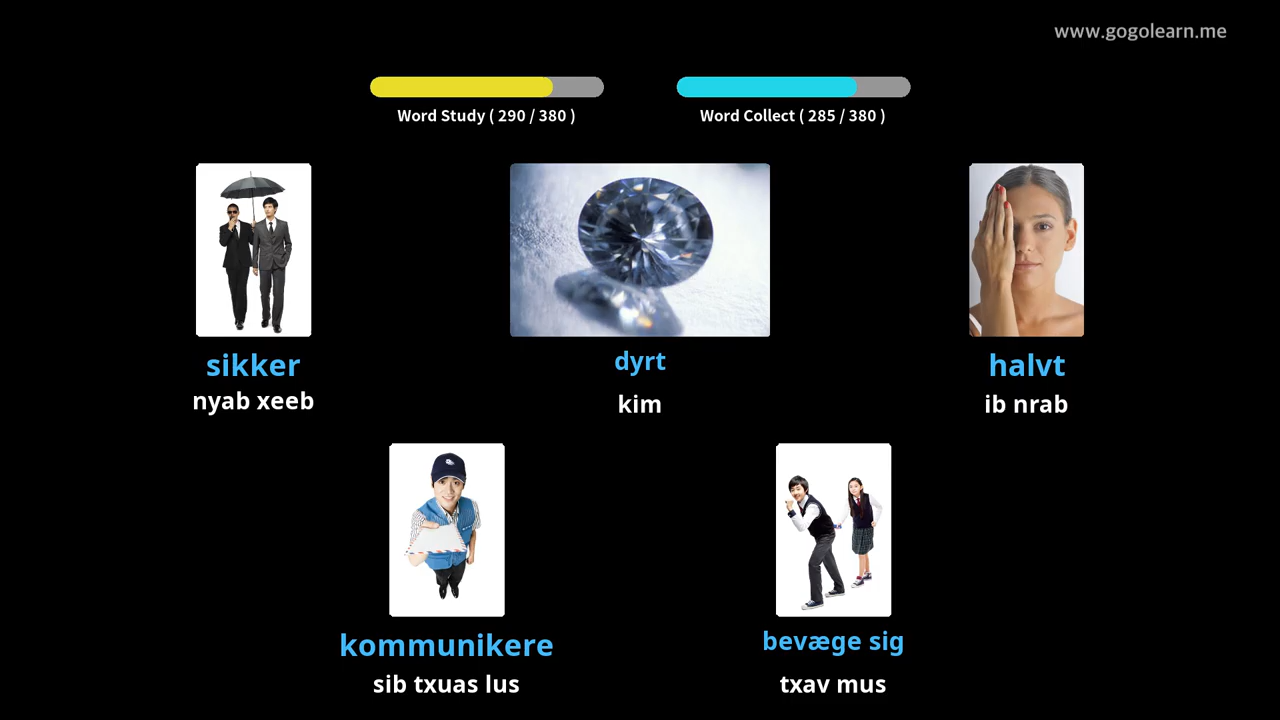 www.gogolearn.me
Word Study ( 290 / 380 )
Word Collect ( 285 / 380 )
sikker
nyab xeeb
dyrt
kim
halvt
ib nrab
kommunikere
sib txuas lus
bevæge sig
txav mus